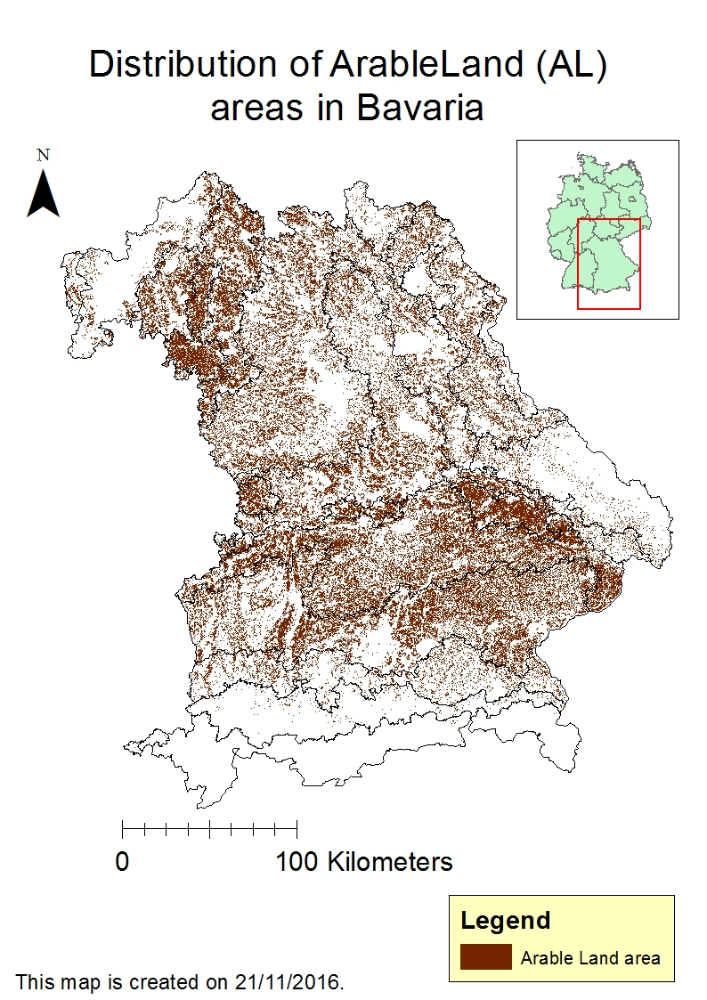 Distribution of ArableLand (AL)
areas in Bavaria
N
0 100 Kilometers
Legend
Arable Land area
This map is created on 21/11/2016.